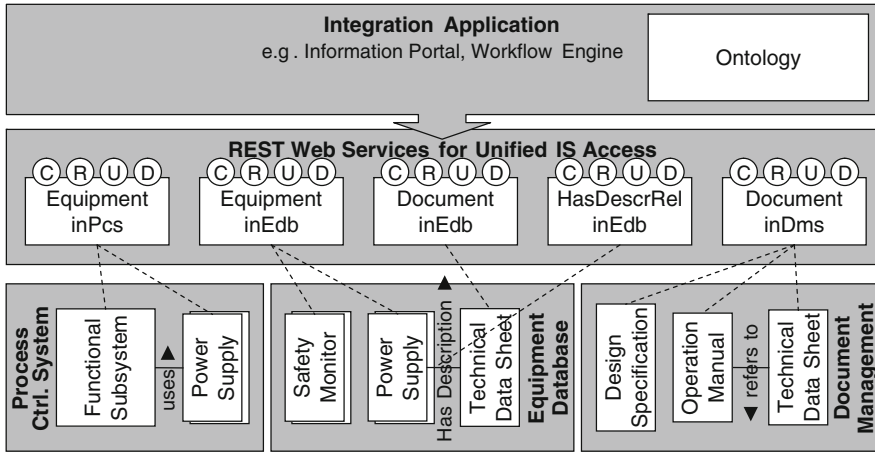 Integration Application
e.g. Information Portal, Workflow Engine
Ontology
REST Web Services for Unified IS Access
C R U D
Equipment
inPcs
C R U D
Equipment
inEdb
C R U D
Document
inEdb
C R U D
HasDescrRel
inEdb
C R U D
Document
inDms
Process
Ctrl. System
Functional
Subsystem
uses ▶
Power
Supply
Safety
Monitor
Power
Supply
Has Description ▶
Technical
Data Sheet
Equipment
Database
Design
Specification
Operation
Manual
◀ refers to
Technical
Data Sheet
Document
Management